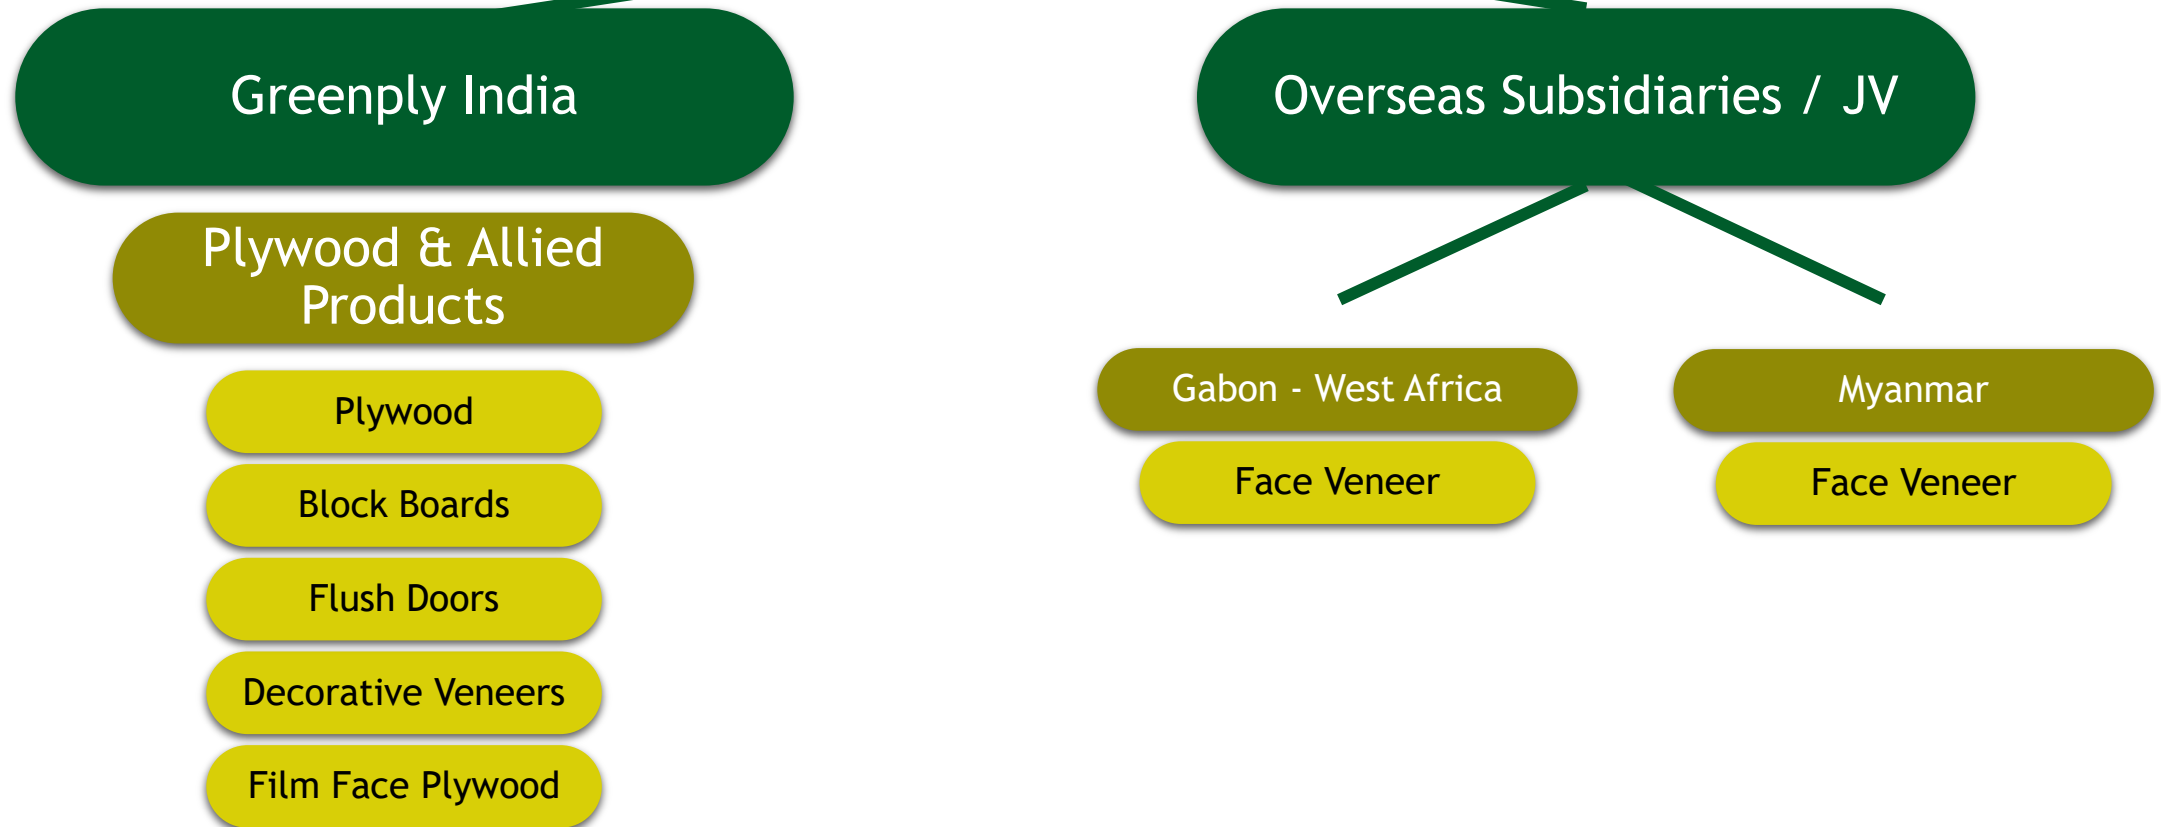 Greenply India
Plywood & Allied
Products
Plywood
Block Boards
Flush Doors
Decorative Veneers
Film Face Plywood
Overseas Subsidiaries / JV
Gabon - West Africa
Face Veneer
Myanmar
Face Veneer